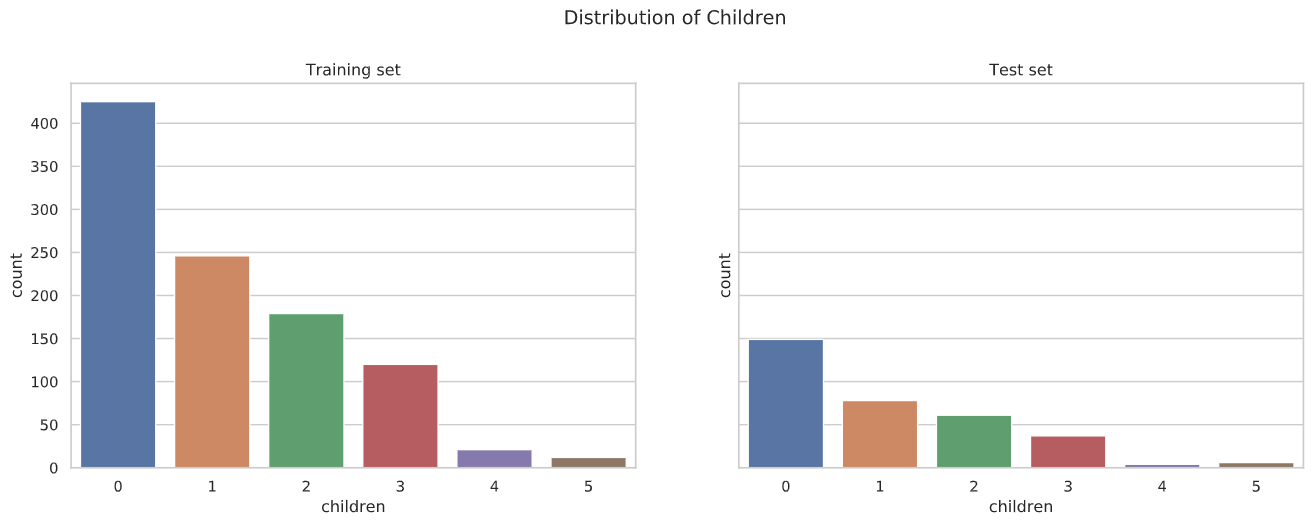 Distribution of Children
Training set
count
400
350
300
250
200
150
100
50
0
0 1 2 3 4 5
children
Test set
count
0 1 2 3 4 5
children